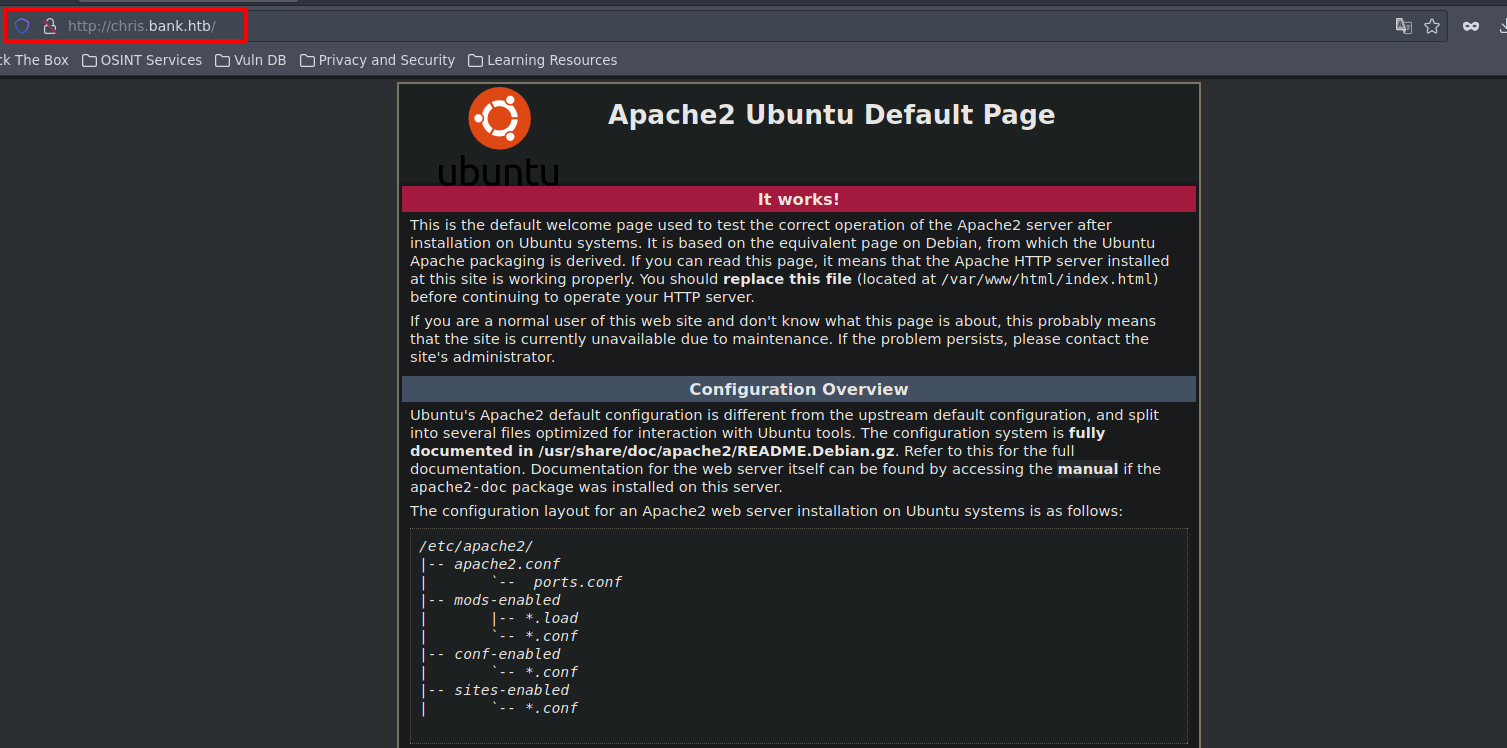 http://chris.bank.htb/
ck The Box OSINT Services Vuln DB Privacy and Security Learning Resources
ubuntu
Apache2 Ubuntu Default Page
It works!
This is the default welcome page used to test the correct operation of the Apache2 server after
installation on Ubuntu systems. It is based on the equivalent page on Debian, from which the Ubuntu
Apache packaging is derived. If you can read this page, it means that the Apache HTTP server installed
at this site is working properly. You should replace this file (located at /var/www/html/index.html)
before continuing to operate your HTTP server.
If you are a normal user of this web site and don't know what this page is about, this probably means
that the site is currently unavailable due to maintenance. If the problem persists, please contact the
site's administrator.
Configuration Overview
Ubuntu's Apache2 default configuration is different from the upstream default configuration, and split
into several files optimized for interaction with Ubuntu tools. The configuration system is fully
documented in /usr/share/doc/apache2/README.Debian.gz. Refer to this for the full
documentation. Documentation for the web server itself can be found by accessing the manual if the
apache2-doc package was installed on this server.
The configuration layout for an Apache2 web server installation on Ubuntu systems is as follows:
/etc/apache2/
|-- apache2.conf
|       `--  ports.conf
|-- mods-enabled
|       |-- *.load
|       `-- *.conf
|-- conf-enabled
|       `-- *.conf
|-- sites-enabled
|       `-- *.conf